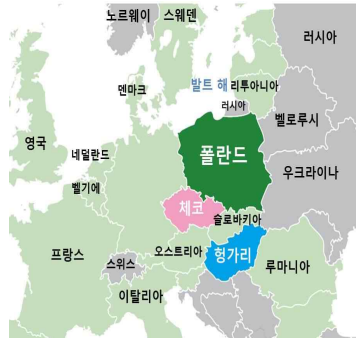 노르웨이
스웨덴
러시아
덴마크
발트 해
리투아니아
러시아
벨로루시
영국
네덜란드
폴란드
벨기에
우크라이나
체코
슬로바키아
프랑스
스위스
오스트리아
헝가리
루마니아
이탈리아